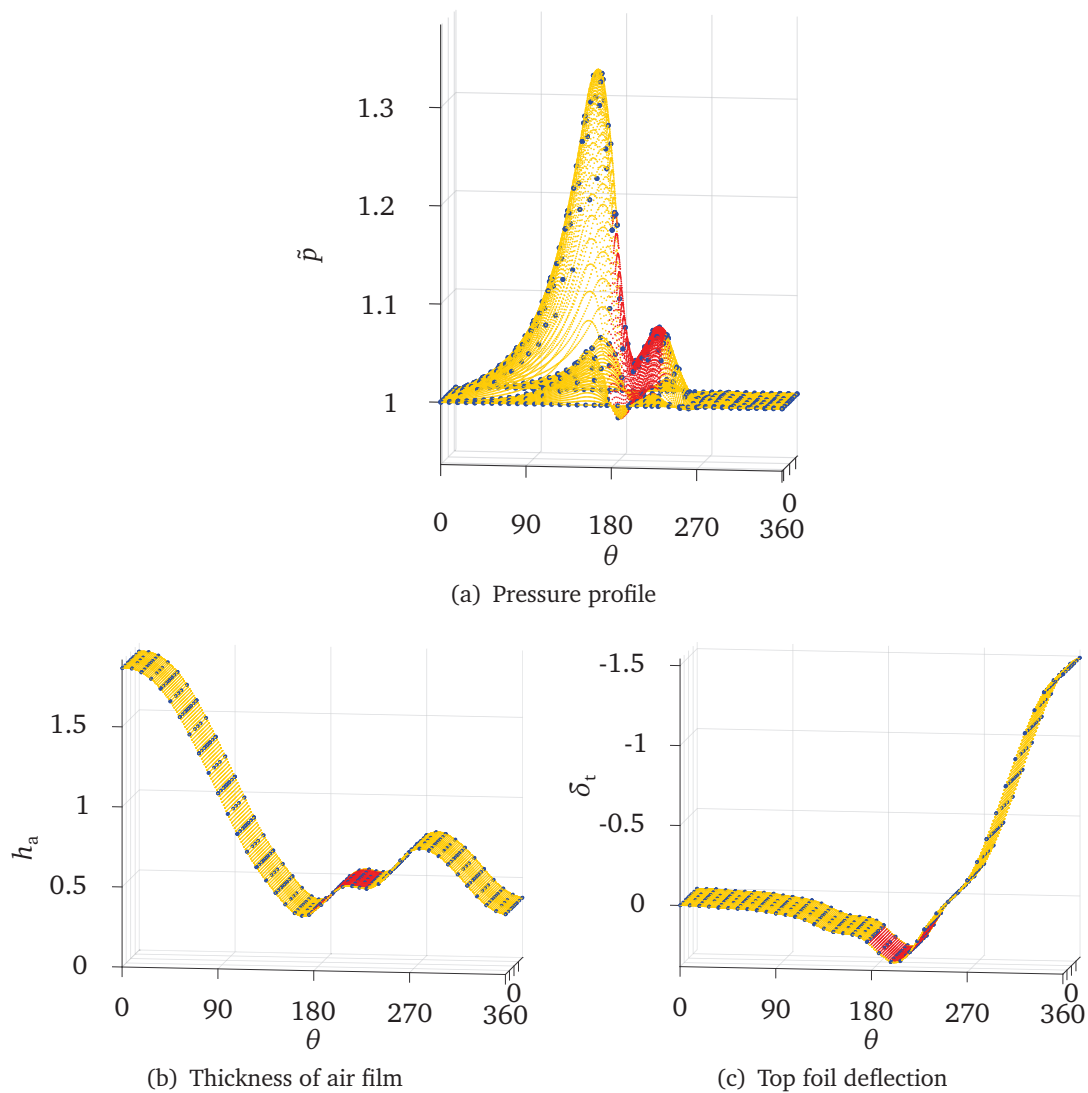 1.3
1.2
p̃
1.1
1
0
0 90 180 270 360
θ
(a) Pressure profile
1.5
1
hₐ
0.5
0
0
0 90 180 270 360
θ
(b) Thickness of air film
-1.5
-1
δₜ
-0.5
0
0
0 90 180 270 360
θ
(c) Top foil deflection